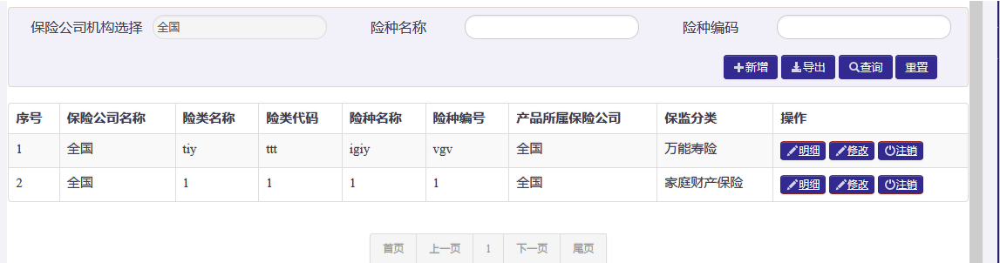 保险公司机构选择 全国 险种名称 险种编码
新增 导出 查询 重置
序号 保险公司名称 险类名称 险类代码 险种名称 险种编号 产品所属保险公司 保监分类 操作
1 全国 tiy ttt igiy vgv 全国 万能寿险 明细 修改 注销
2 全国 1 1 1 1 全国 家庭财产保险 明细 修改 注销
首页 上一页 1 下一页 尾页